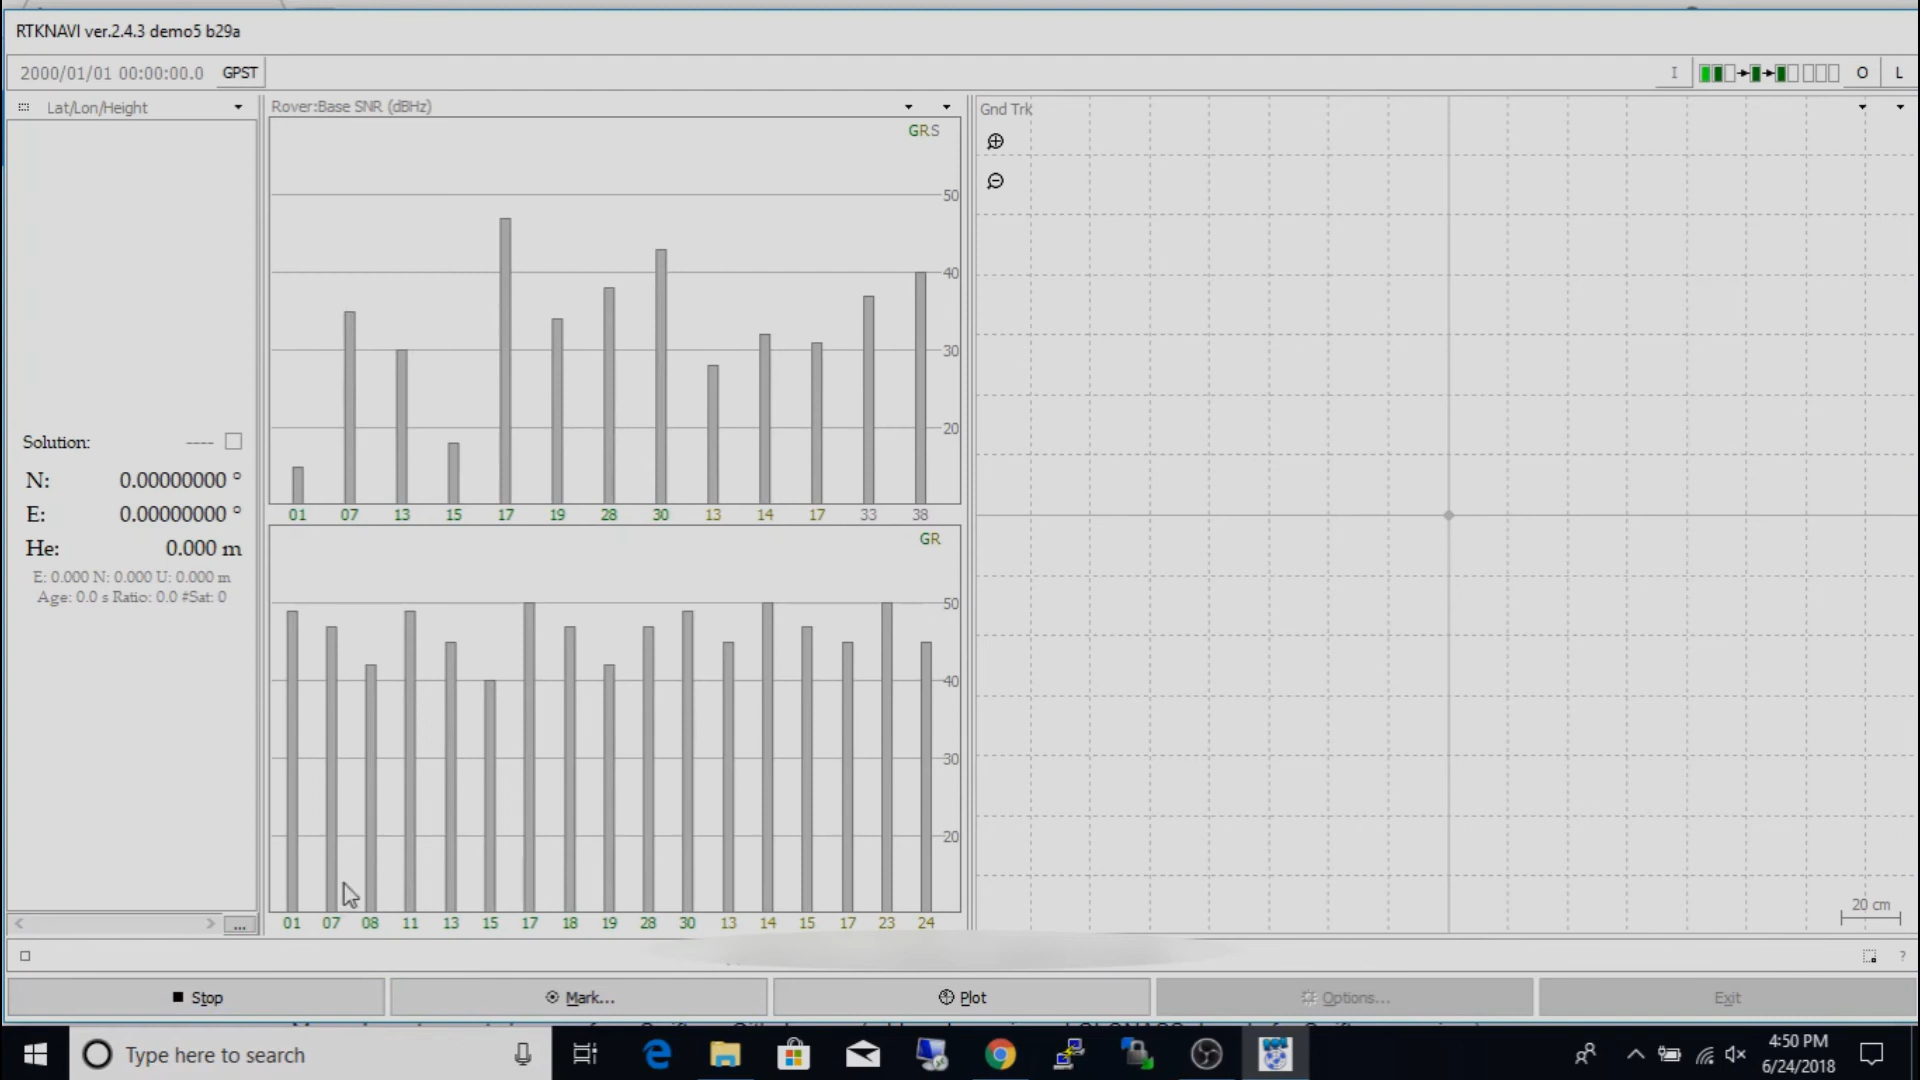 RTKNAVI ver.2.4.3 demo5 b29a
2000/01/01 00:00:00.0 GPST
I
O L
Lat/Lon/Height
Solution: ----
N: 0.00000000 °
E: 0.00000000 °
He: 0.000 m
E: 0.000 N: 0.000 U: 0.000 m
Age: 0.0 s Ratio: 0.0 #Sat: 0
...
Rover:Base SNR (dBHz)
GRS
50
40
30
20
01 07 13 15 17 19 28 30 13 14 17 33 38
GR
50
40
30
20
01 07 08 11 13 15 17 18 19 28 30 13 14 15 17 23 24
Gnd Trk
20 cm
?
Stop
Mark...
Plot
Options...
Exit
Type here to search
4:50 PM
6/24/2018